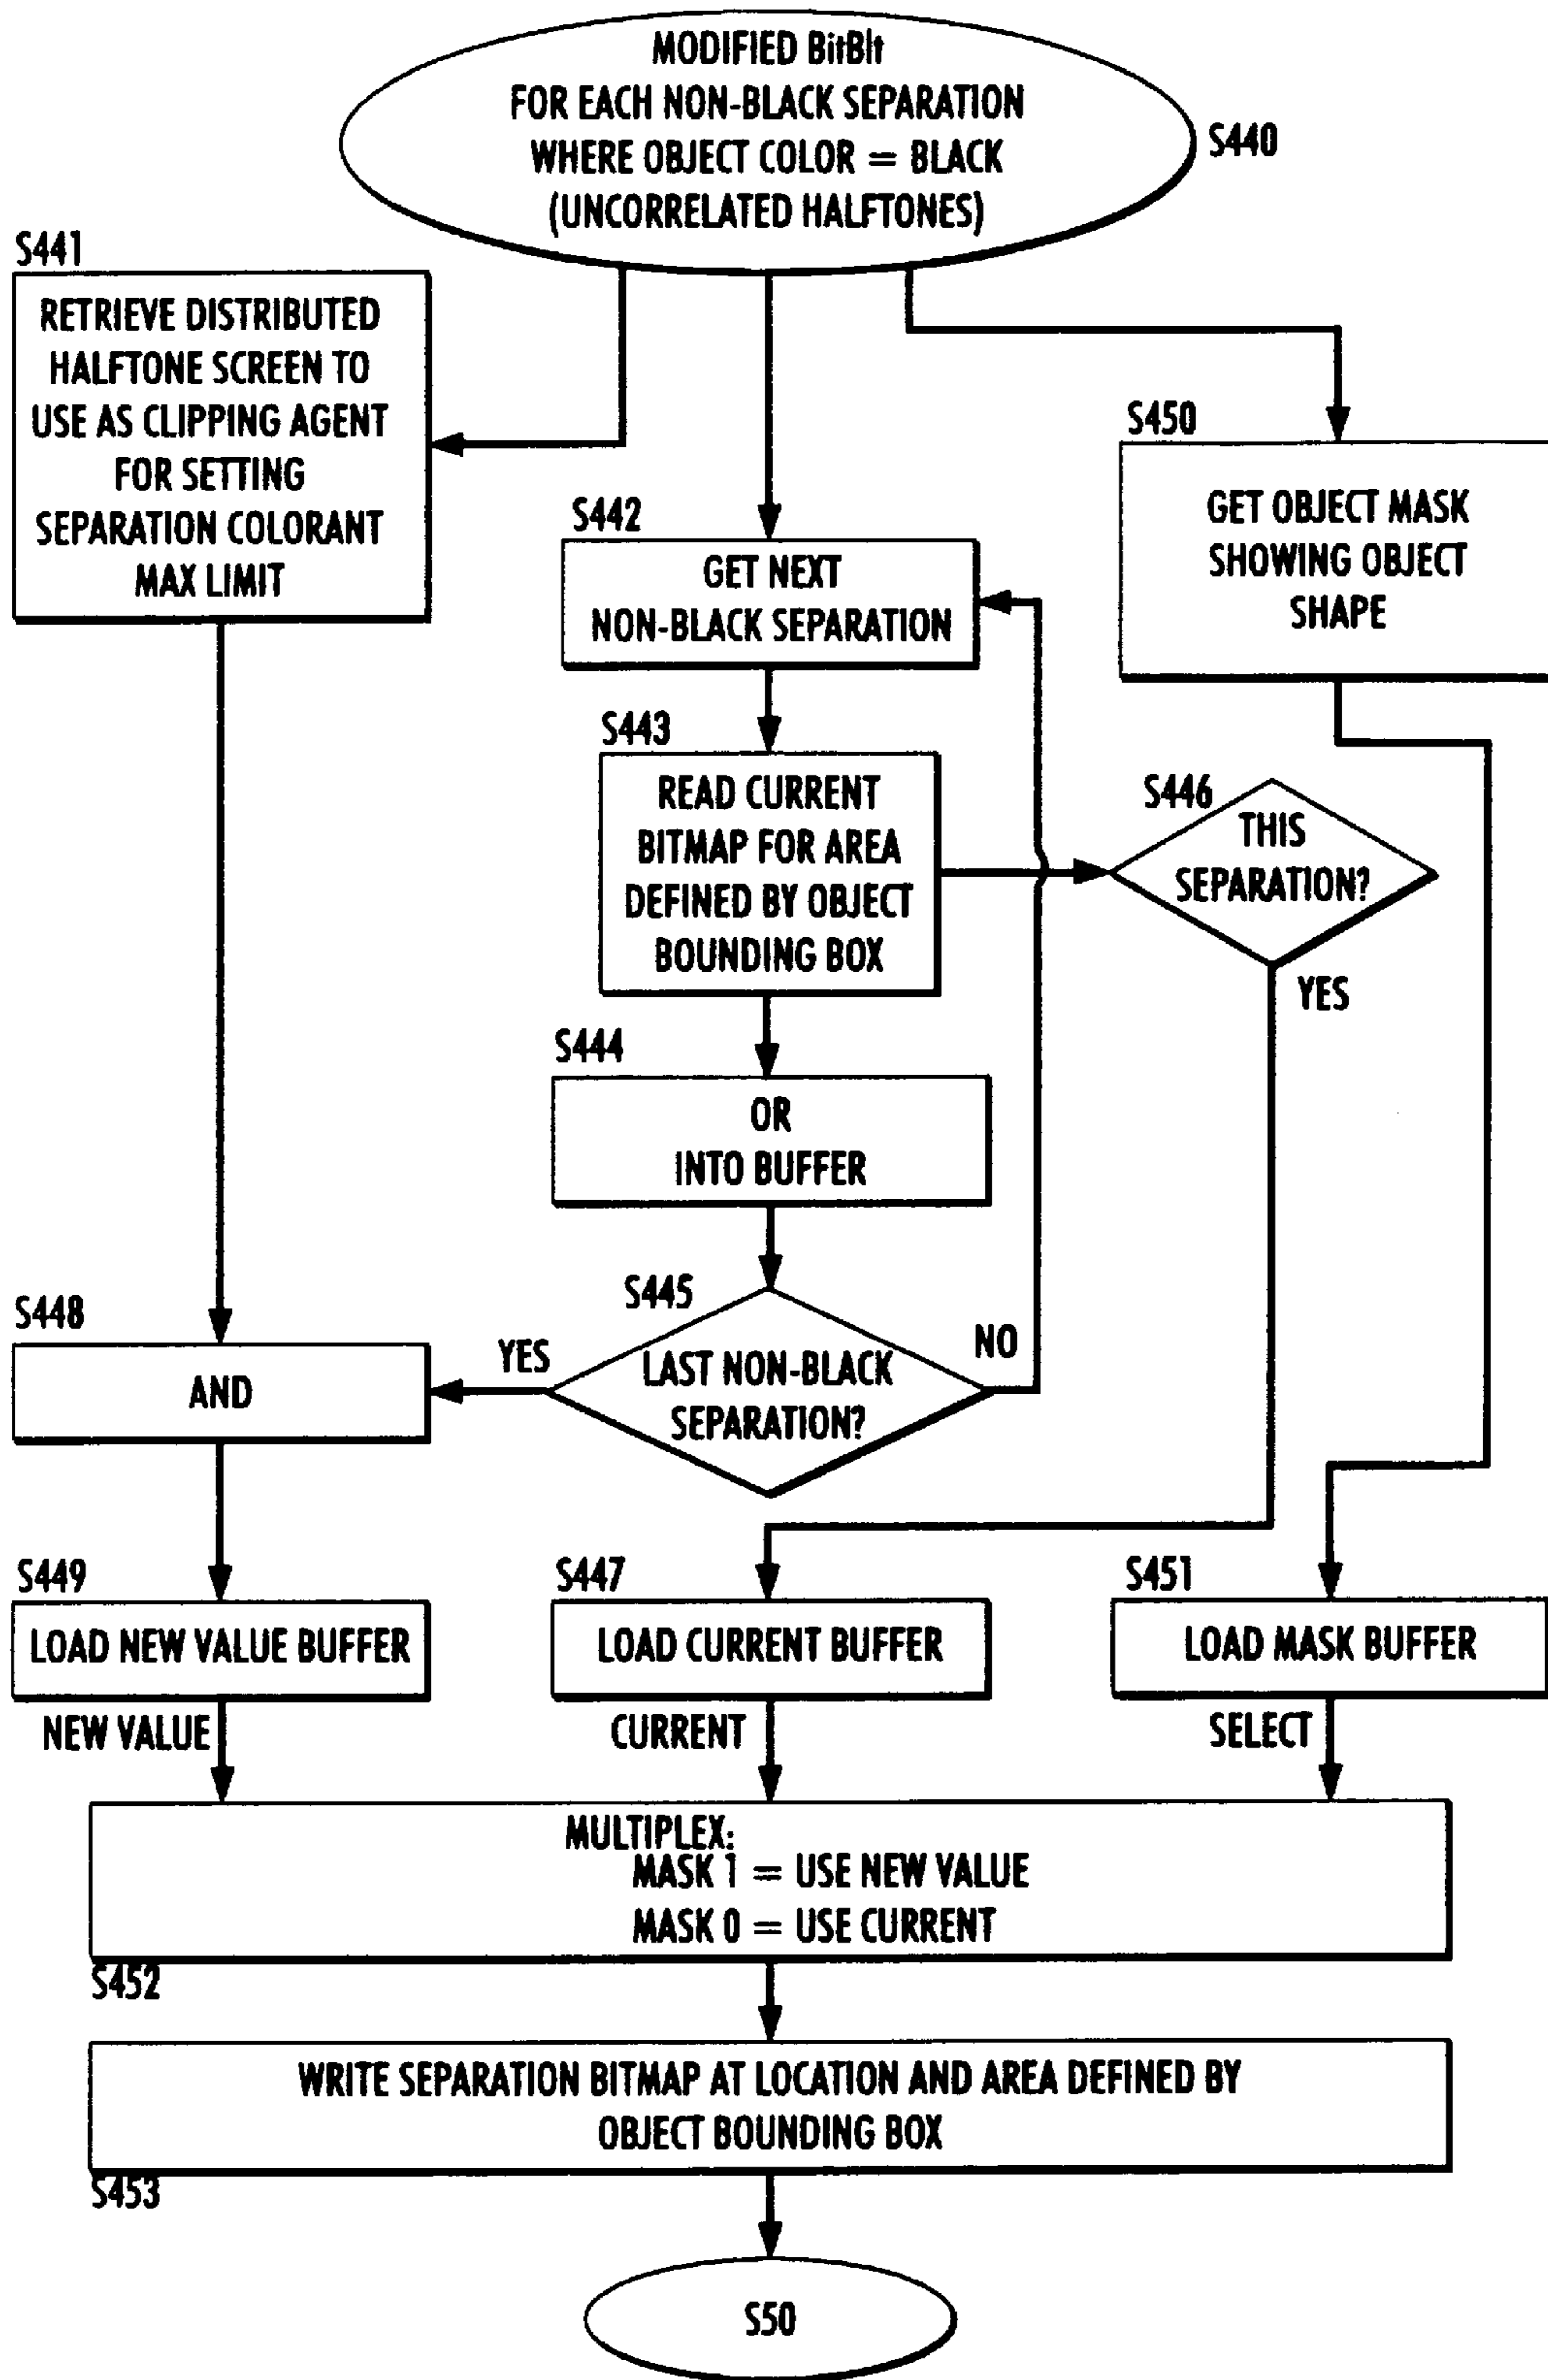 MODIFIED BitBlt
FOR EACH NON-BLACK SEPARATION
WHERE OBJECT COLOR = BLACK
(UNCORRELATED HALFTONES)
S440
S441
RETRIEVE DISTRIBUTED
HALFTONE SCREEN TO
USE AS CLIPPING AGENT
FOR SETTING
SEPARATION COLORANT
MAX LIMIT
S442
GET NEXT
NON-BLACK SEPARATION
S450
GET OBJECT MASK
SHOWING OBJECT
SHAPE
S443
READ CURRENT
BITMAP FOR AREA
DEFINED BY OBJECT
BOUNDING BOX
S446
THIS
SEPARATION?
YES
S444
OR
INTO BUFFER
S445
LAST NON-BLACK
SEPARATION?
YES
NO
S448
AND
S449
LOAD NEW VALUE BUFFER
NEW VALUE
S447
LOAD CURRENT BUFFER
CURRENT
S451
LOAD MASK BUFFER
SELECT
MULTIPLEX:
MASK 1 = USE NEW VALUE
MASK 0 = USE CURRENT
S452
WRITE SEPARATION BITMAP AT LOCATION AND AREA DEFINED BY
OBJECT BOUNDING BOX
S453
S50